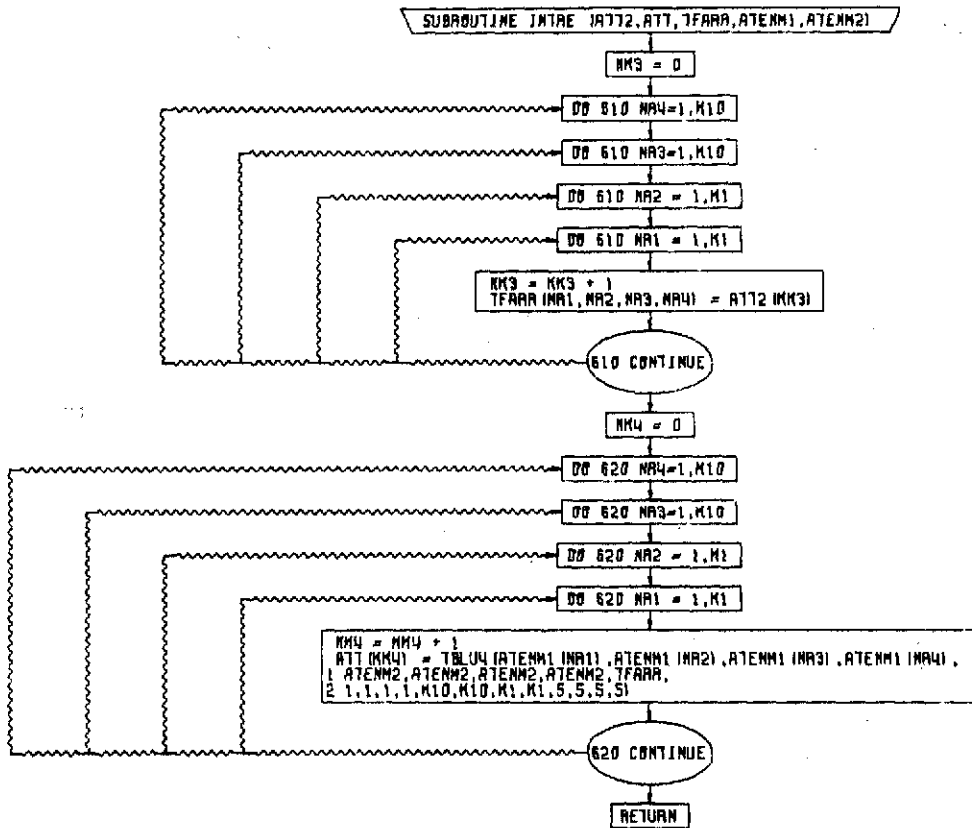 SUBROUTINE INTRE (ATT2,ATT,TFARR,ATENM1,ATENM2)
KK3 = 0
DO 610 NA4=1,K10
DO 610 NA3=1,K10
DO 610 NA2 = 1,K1
DO 610 NA1 = 1,K1
KK3 = KK3 + 1
TFARR(NA1,NA2,NA3,NA4) = ATT2(KK3)
610 CONTINUE
KK4 = 0
DO 620 NA4=1,K10
DO 620 NA3=1,K10
DO 620 NA2 = 1,K1
DO 620 NA1 = 1,K1
KK4 = KK4 + 1
ATT(KK4) = TBLU4(ATENM1(NA1),ATENM1(NA2),ATENM1(NA3),ATENM1(NA4),
1 ATENM2,ATENM2,ATENM2,ATENM2,TFARR,
2 1,1,1,1,K10,K10,K1,K1,5,5,5,5)
620 CONTINUE
RETURN